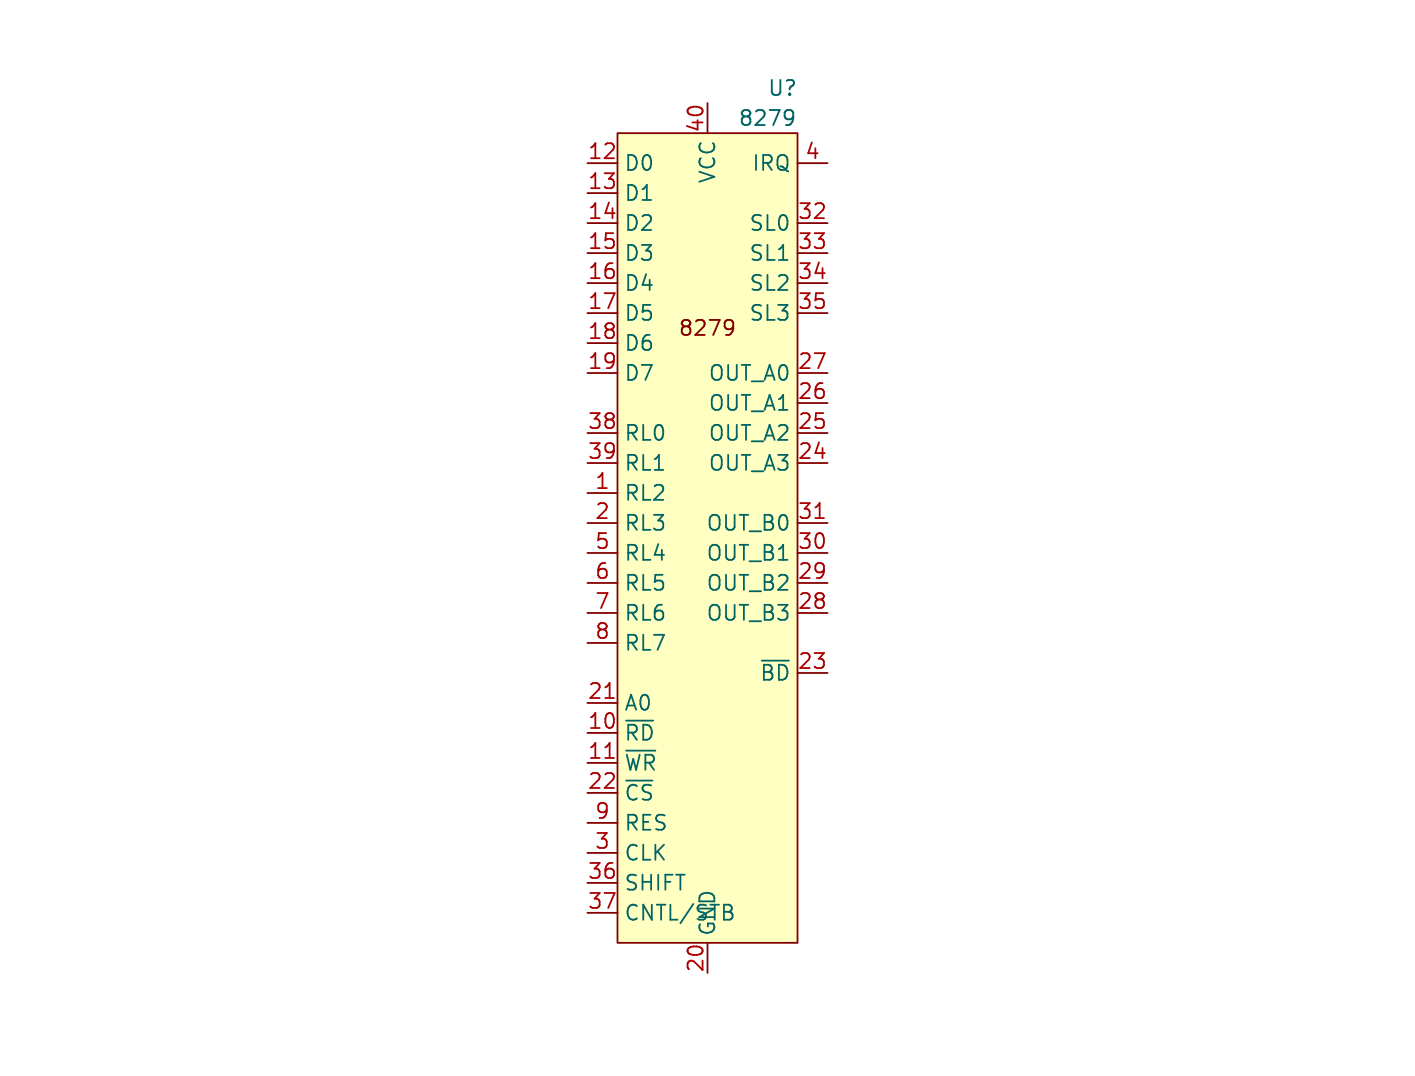 U?
8279
40
VCC
12 D0
13 D1
14 D2
15 D3
16 D4
17 D5
18 D6
19 D7
38 RL0
39 RL1
1 RL2
2 RL3
5 RL4
6 RL5
7 RL6
8 RL7
21 A0
10 RD
11 WR
22 CS
9 RES
3 CLK
36 SHIFT
37 CNTL/STB
8279
IRQ 4
SL0 32
SL1 33
SL2 34
SL3 35
OUT_A0 27
OUT_A1 26
OUT_A2 25
OUT_A3 24
OUT_B0 31
OUT_B1 30
OUT_B2 29
OUT_B3 28
BD 23
GND
20